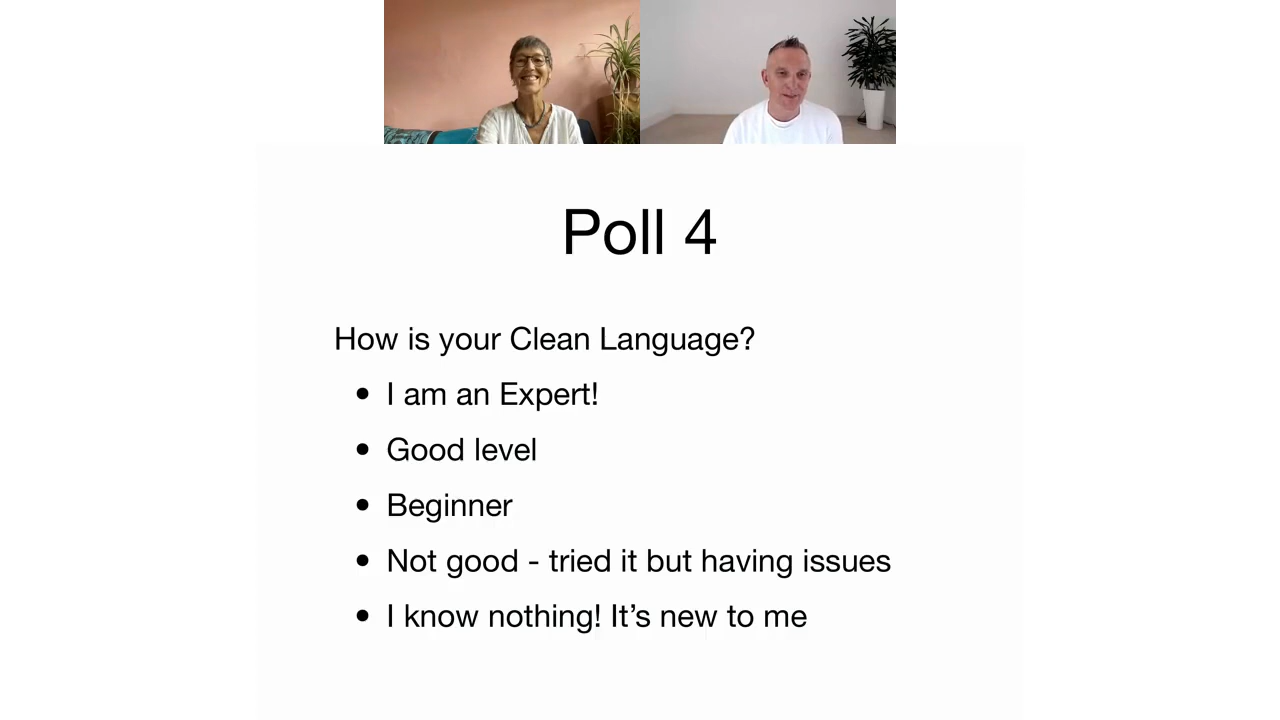 Poll 4
How is your Clean Language?
• I am an Expert!
• Good level
• Beginner
• Not good - tried it but having issues
• I know nothing! It’s new to me